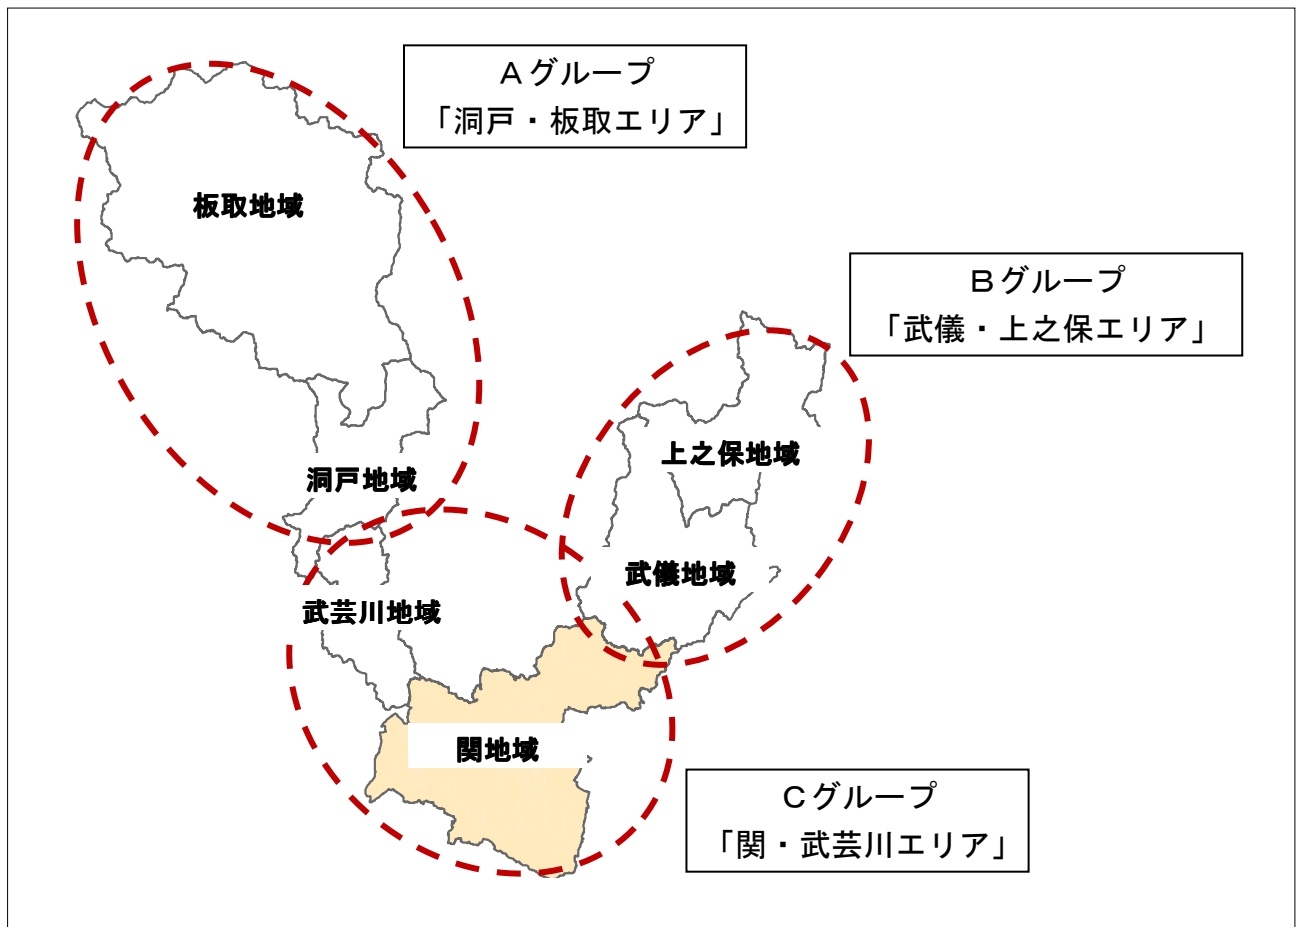 Ａグループ
「洞戸・板取エリア」
板取地域
Ｂグループ
「武儀・上之保エリア」
上之保地域
洞戸地域
武儀地域
武芸川地域
関地域
Ｃグループ
「関・武芸川エリア」